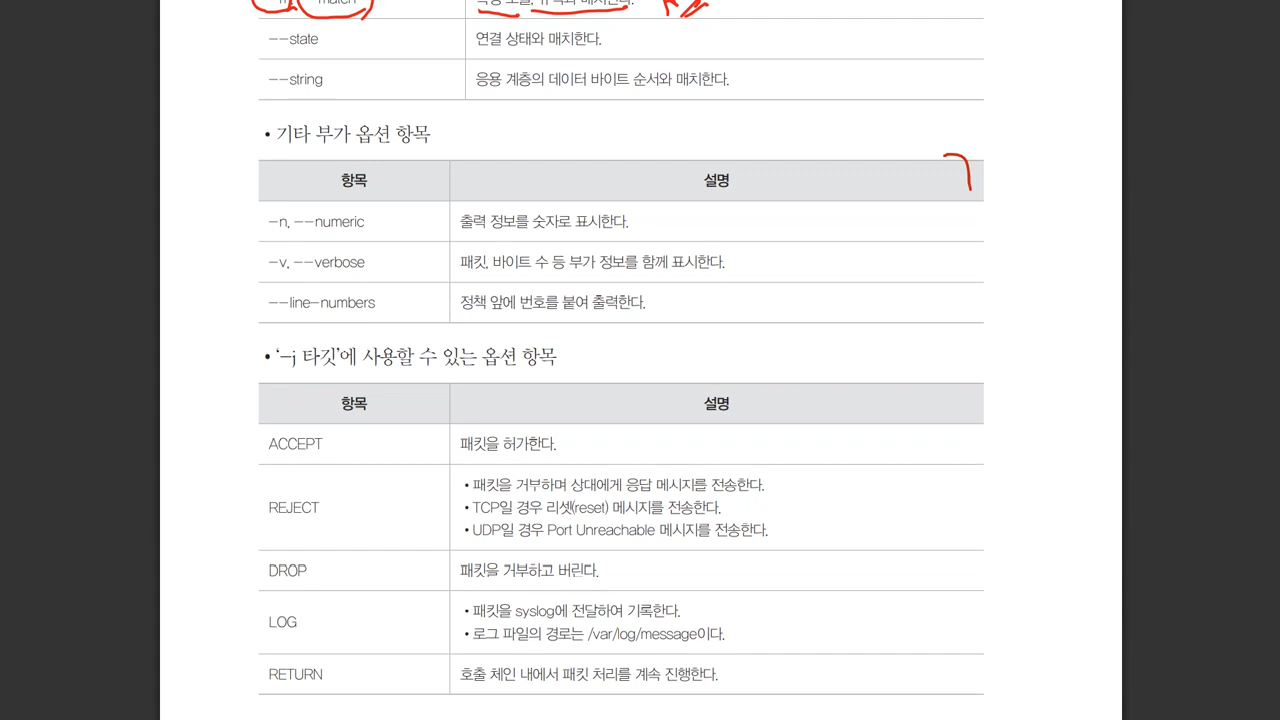 --state 연결 상태와 매치한다.
--string 응용 계층의 데이터 바이트 순서와 매치한다.
• 기타 부가 옵션 항목
항목 설명
-n, --numeric 출력 정보를 숫자로 표시한다.
-v, --verbose 패킷, 바이트 수 등 부가 정보를 함께 표시한다.
--line-numbers 정책 앞에 번호를 붙여 출력한다.
• ‘-j 타깃’에 사용할 수 있는 옵션 항목
항목 설명
ACCEPT 패킷을 허가한다.
REJECT
• 패킷을 거부하며 상대에게 응답 메시지를 전송한다.
• TCP일 경우 리셋(reset) 메시지를 전송한다.
• UDP일 경우 Port Unreachable 메시지를 전송한다.
DROP 패킷을 거부하고 버린다.
LOG
• 패킷을 syslog에 전달하여 기록한다.
• 로그 파일의 경로는 /var/log/message이다.
RETURN 호출 체인 내에서 패킷 처리를 계속 진행한다.